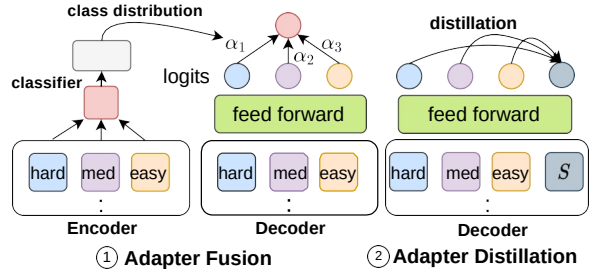 class distribution
classifier
hard med easy
:
Encoder
α₁ α₂ α₃
logits
feed forward
hard med easy
:
Decoder
① Adapter Fusion
distillation
feed forward
hard med easy S
:
Decoder
② Adapter Distillation